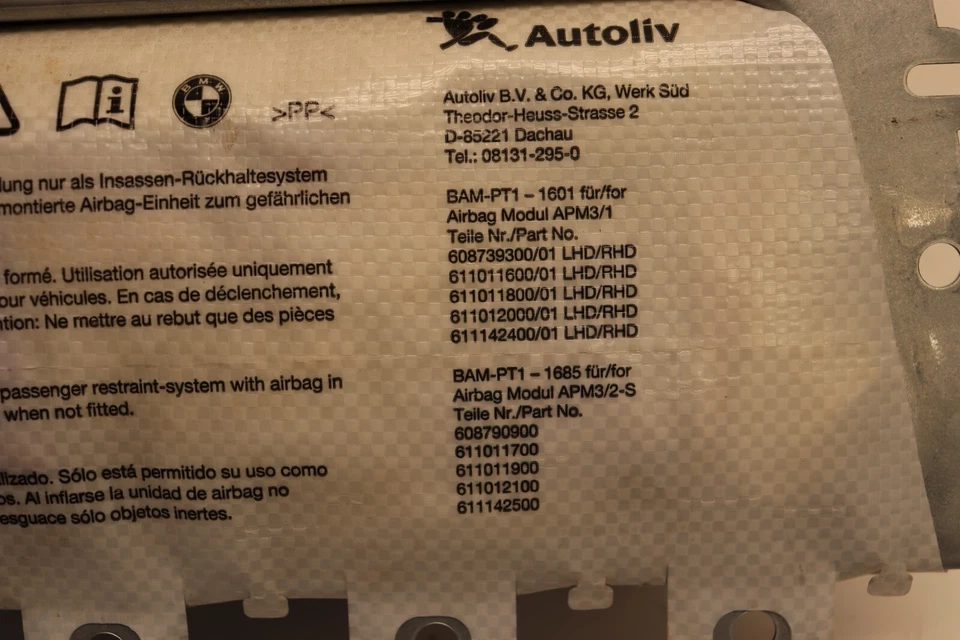 Autoliv
BMW
>PP<
Autoliv B.V. & Co. KG, Werk Süd
Theodor-Heuss-Strasse 2
D-85221 Dachau
Tel.: 08131-295-0
lung nur als Insassen-Rückhaltesystem
montierte Airbag-Einheit zum gefährlichen
formé. Utilisation autorisée uniquement
our véhicules. En cas de déclenchement,
ntion: Ne mettre au rebut que des pièces
passenger restraint-system with airbag in
when not fitted.
lizado. Sólo está permitido su uso como
os. Al inflarse la unidad de airbag no
esguace sólo objetos inertes.
BAM-PT1 – 1601 für/for
Airbag Modul APM3/1
Teile Nr./Part No.
608739300/01 LHD/RHD
611011600/01 LHD/RHD
611011800/01 LHD/RHD
611012000/01 LHD/RHD
611142400/01 LHD/RHD
BAM-PT1 – 1685 für/for
Airbag Modul APM3/2-S
Teile Nr./Part No.
608790900
611011700
611011900
611012100
611142500